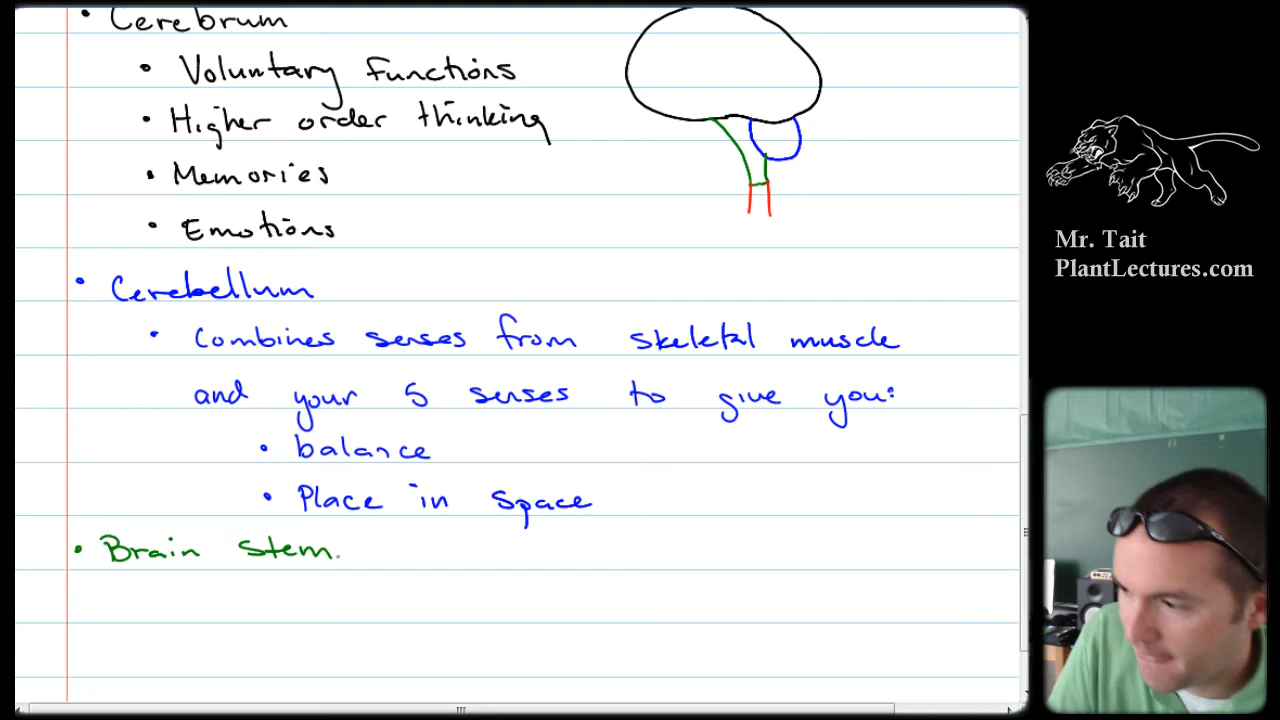 • Cerebrum
• Voluntary Functions
• Higher order thinking
• Memories
• Emotions
• Cerebellum
• Combines senses from skeletal muscle
and your 5 senses to give you:
• balance
• Place in space
• Brain stem.
Mr. Tait
PlantLectures.com